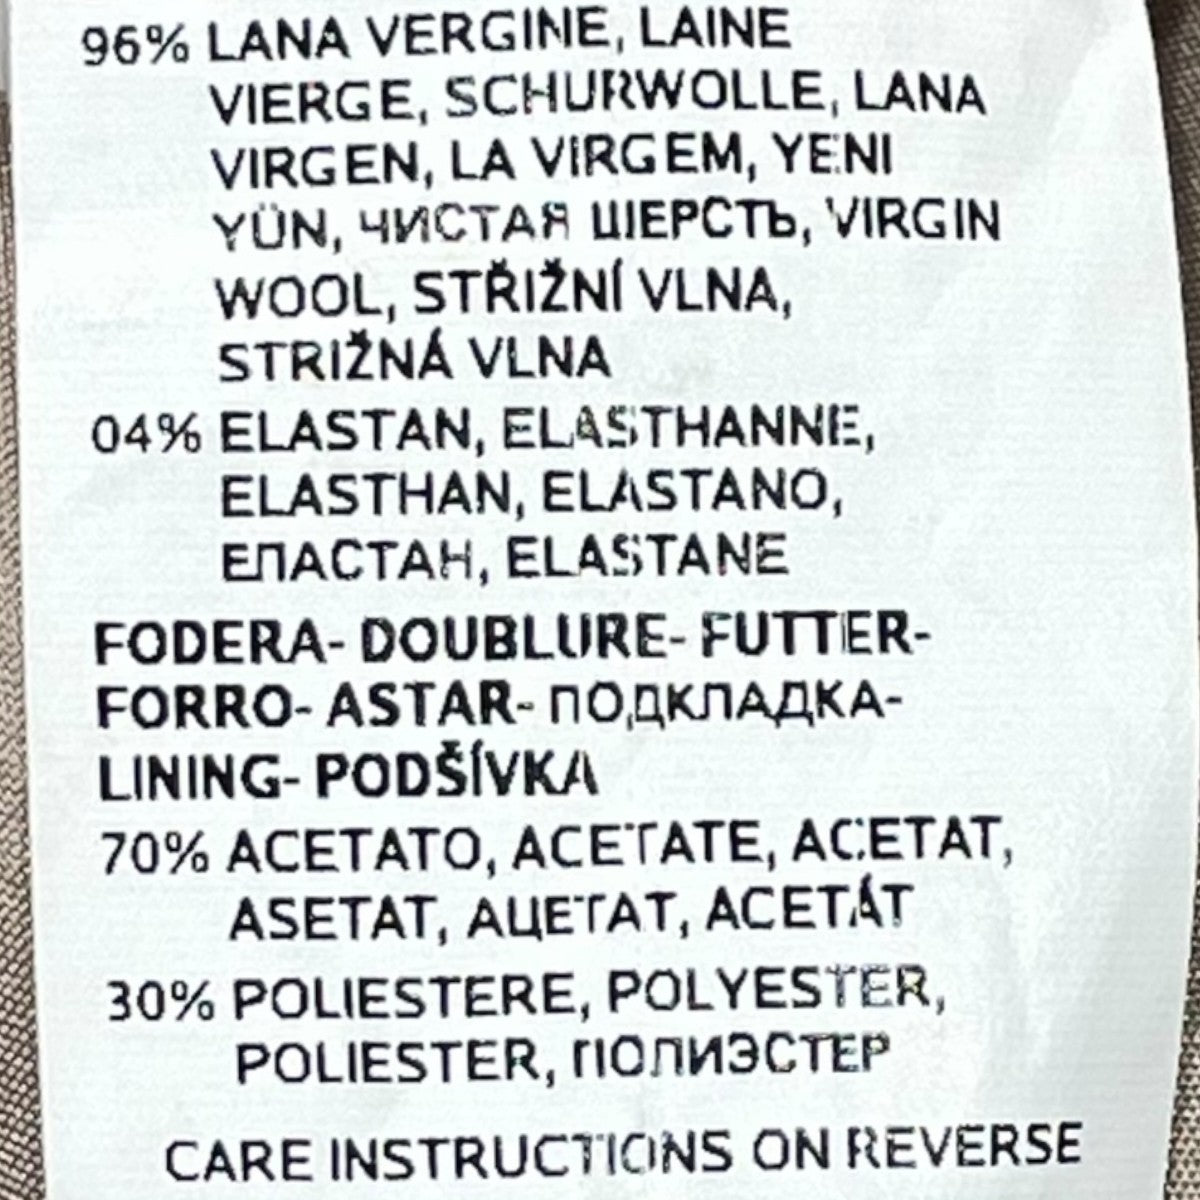 96% LANA VERGINE, LAINE
VIERGE, SCHURWOLLE, LANA
VIRGEN, LA VIRGEM, YENI
YÜN, ЧИСТАЯ ШЕРСТЬ, VIRGIN
WOOL, STŘIŽNÍ VLNA,
STRIŽNÁ VLNA
04% ELASTAN, ELASTHANNE,
ELASTHAN, ELASTANO,
ЕПАСТАН, ELASTANE
FODERA- DOUBLURE- FUTTER-
FORRO- ASTAR- ПОДКЛАДКА-
LINING- PODŠÍVKA
70% ACETATO, ACETATE, ACETAT,
ASETAT, АЦЕТАТ, ACETÁT
30% POLIESTERE, POLYESTER,
POLIESTER, ПОЛИЭСТЕР
CARE INSTRUCTIONS ON REVERSE